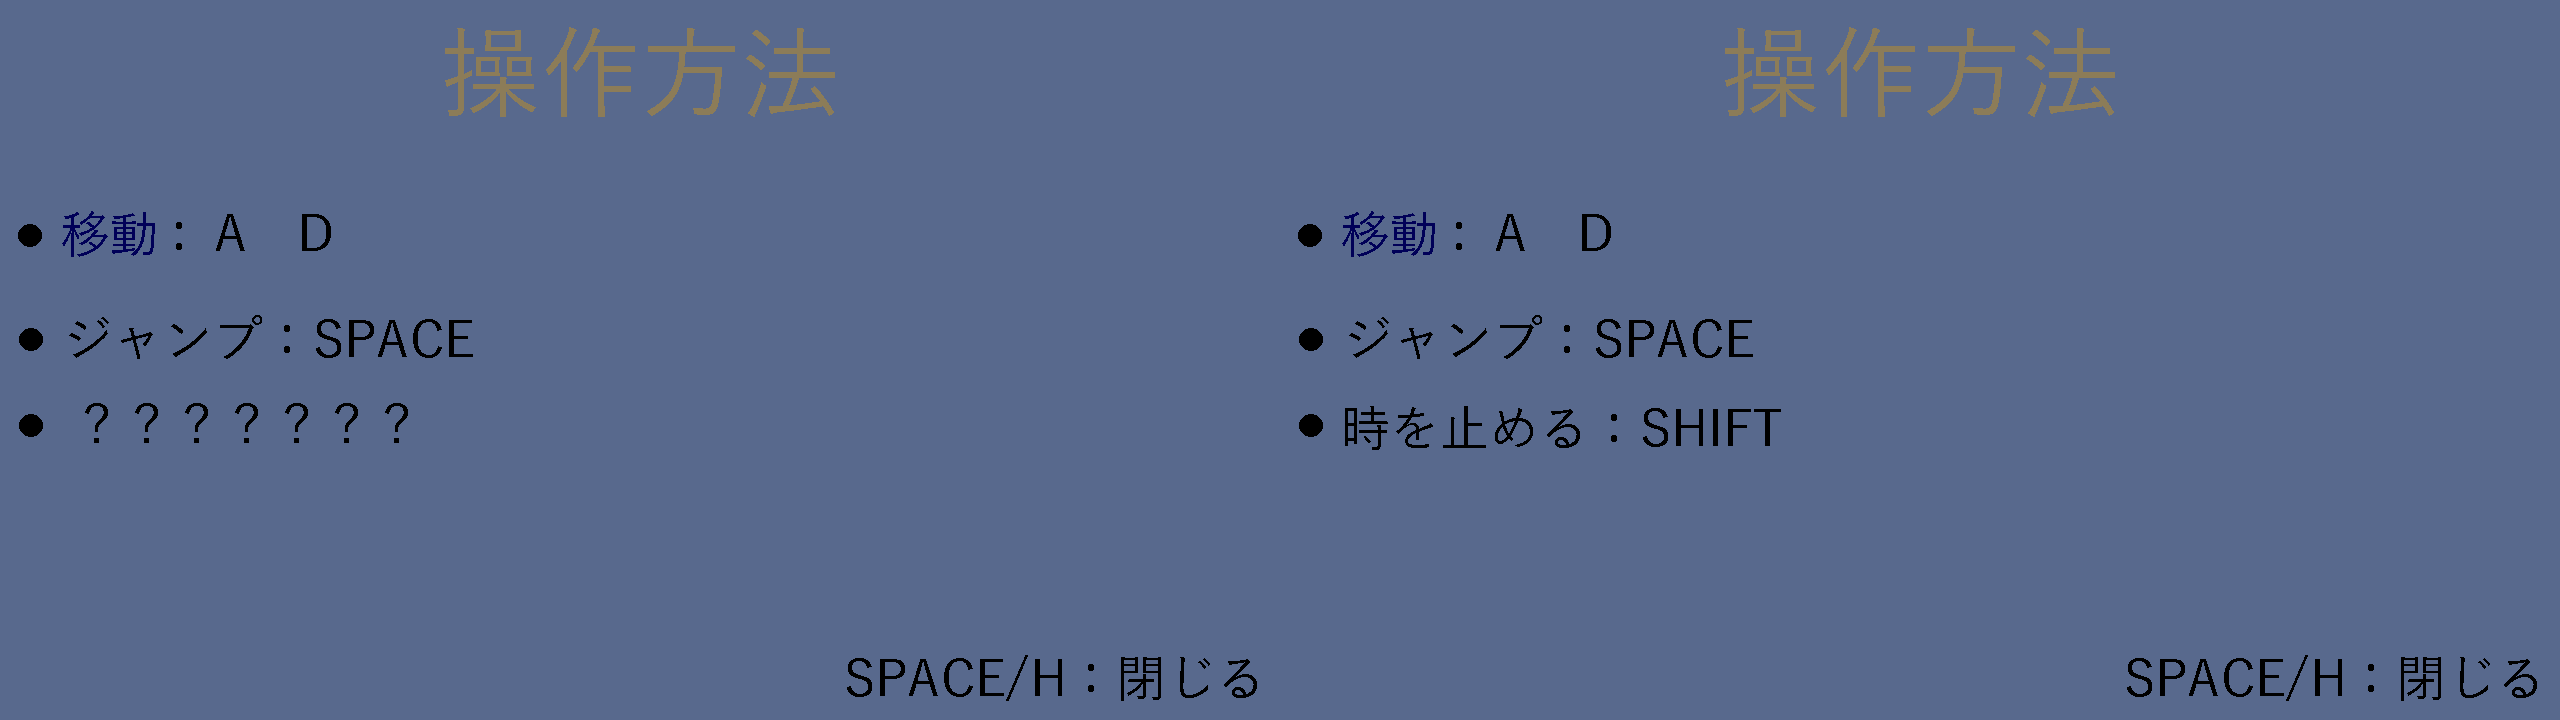 操作方法
● 移動： A　D
● ジャンプ：SPACE
● ？？？？？？？
SPACE/H：閉じる
操作方法
● 移動： A　D
● ジャンプ：SPACE
● 時を止める：SHIFT
SPACE/H：閉じる